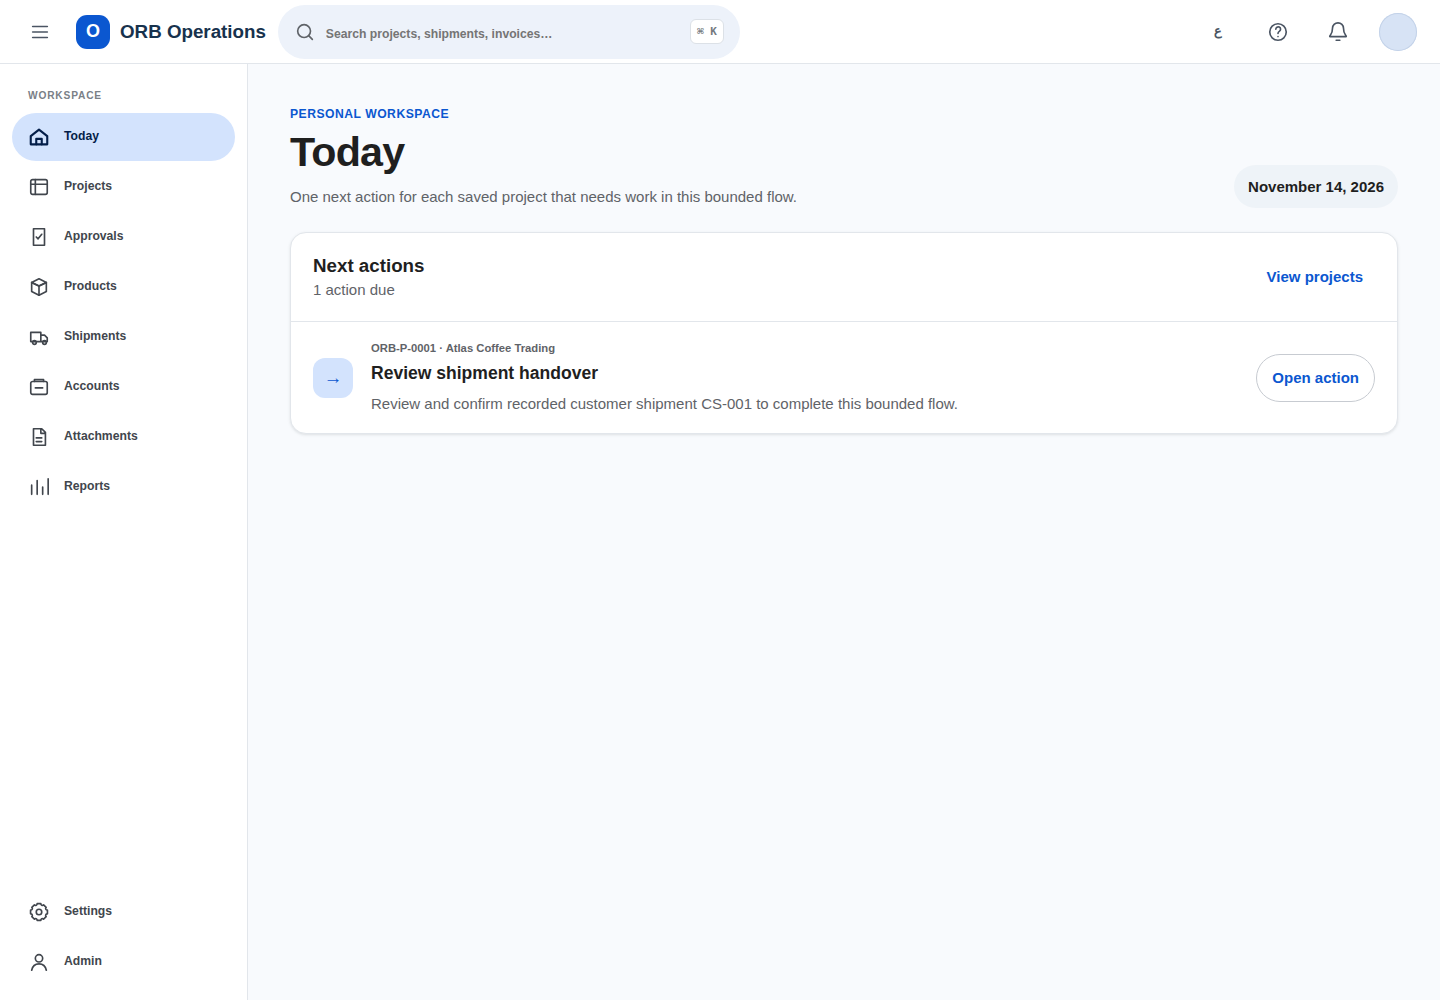 O ORB Operations
Search projects, shipments, invoices…
⌘ K
ع
WORKSPACE
Today
Projects
Approvals
Products
Shipments
Accounts
Attachments
Reports
Settings
Admin
PERSONAL WORKSPACE
Today
One next action for each saved project that needs work in this bounded flow.
November 14, 2026
Next actions
1 action due
View projects
ORB-P-0001 · Atlas Coffee Trading
→
Review shipment handover
Review and confirm recorded customer shipment CS-001 to complete this bounded flow.
Open action